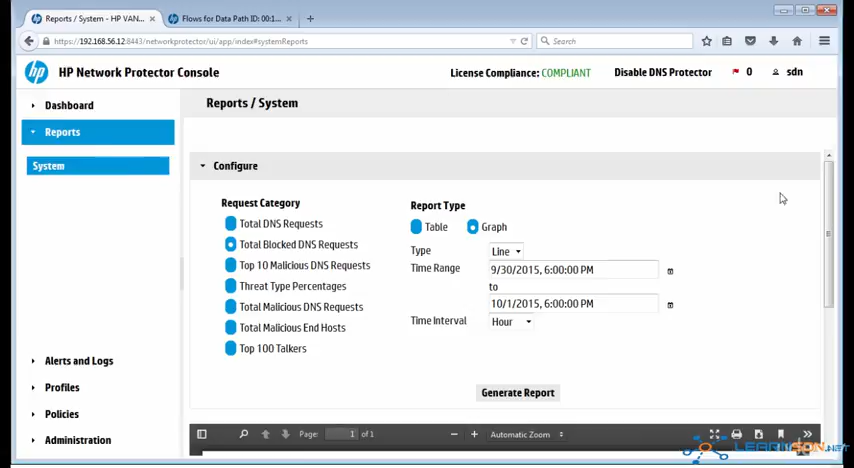 Reports / System - HP VAN...
Flows for Data Path ID: 00:1...
https://192.168.56.12:8443/networkprotector/ui/app/index#systemReports
Search
hp
HP Network Protector Console
License Compliance: COMPLIANT
Disable DNS Protector
0
sdn
Dashboard
Reports
System
Alerts and Logs
Profiles
Policies
Administration
Reports / System
Configure
Request Category
Total DNS Requests
Total Blocked DNS Requests
Top 10 Malicious DNS Requests
Threat Type Percentages
Total Malicious DNS Requests
Total Malicious End Hosts
Top 100 Talkers
Report Type
Table Graph
Type Line
Time Range 9/30/2015, 6:00:00 PM
to
10/1/2015, 6:00:00 PM
Time Interval Hour
Generate Report
Page: 1 of 1
Automatic Zoom